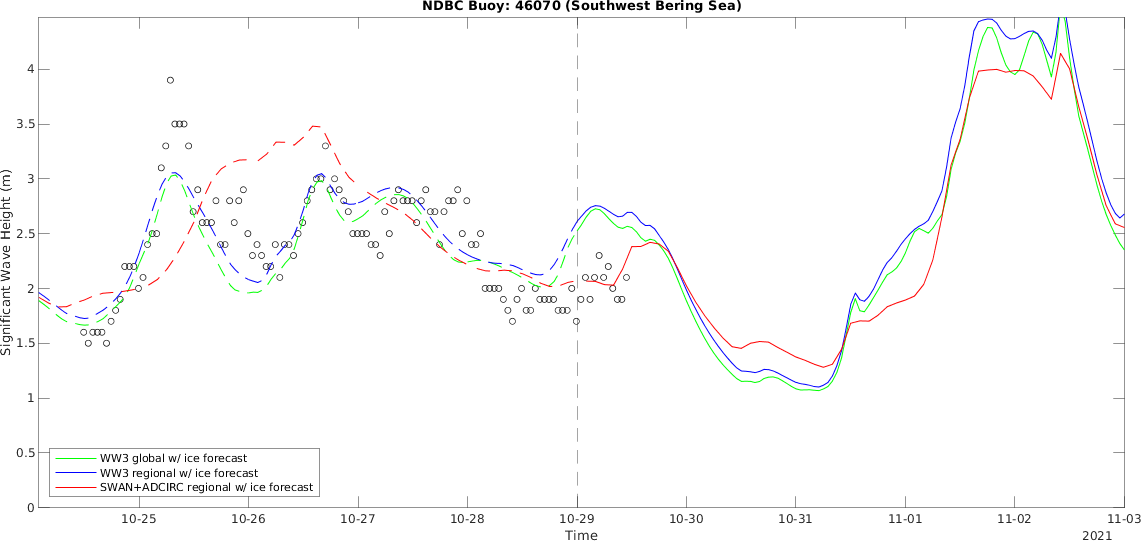 NDBC Buoy: 46070 (Southwest Bering Sea)
Significant Wave Height (m)
4
3.5
3
2.5
2
1.5
1
0.5
0
WW3 global w/ ice forecast
WW3 regional w/ ice forecast
SWAN+ADCIRC regional w/ ice forecast
10-25 10-26 10-27 10-28 10-29 10-30 10-31 11-01 11-02 11-03
Time
2021